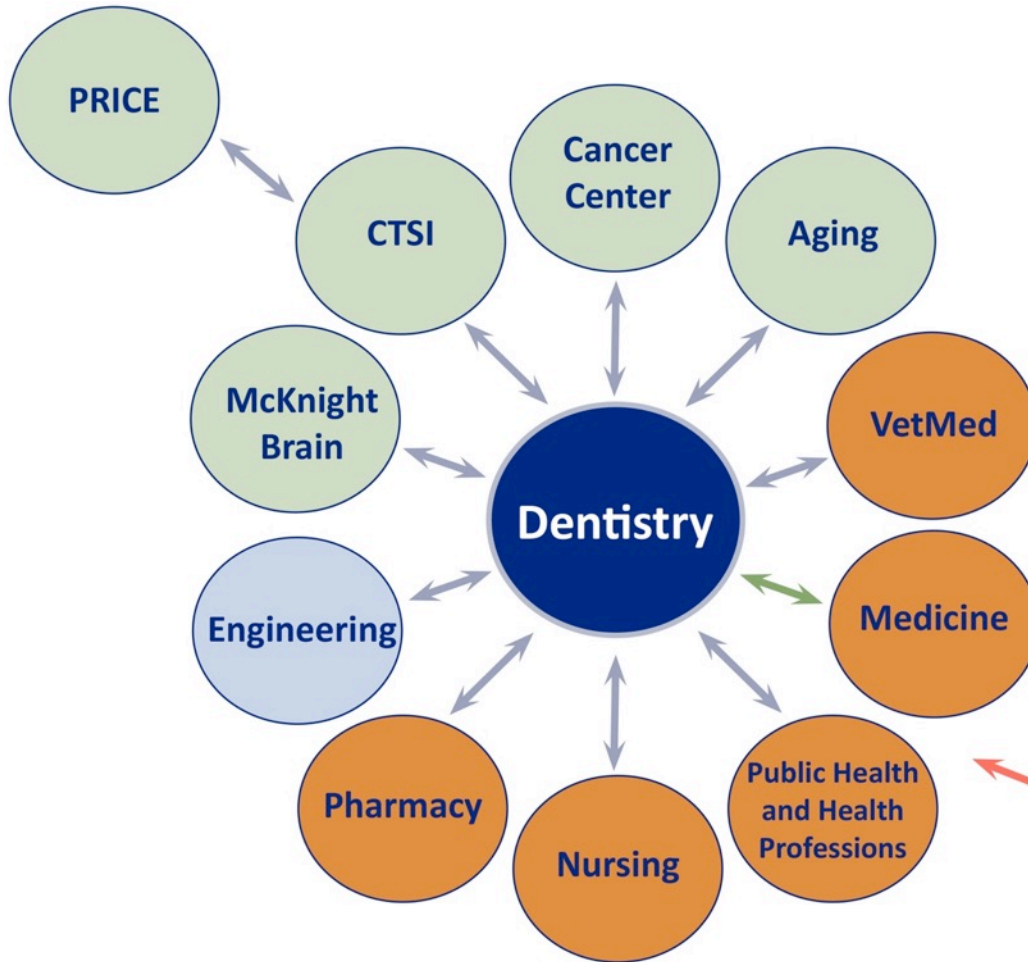 PRICE
Cancer
Center
CTSI
Aging
McKnight
Brain
VetMed
Dentistry
Engineering
Medicine
Pharmacy
Nursing
Public Health
and Health
Professions